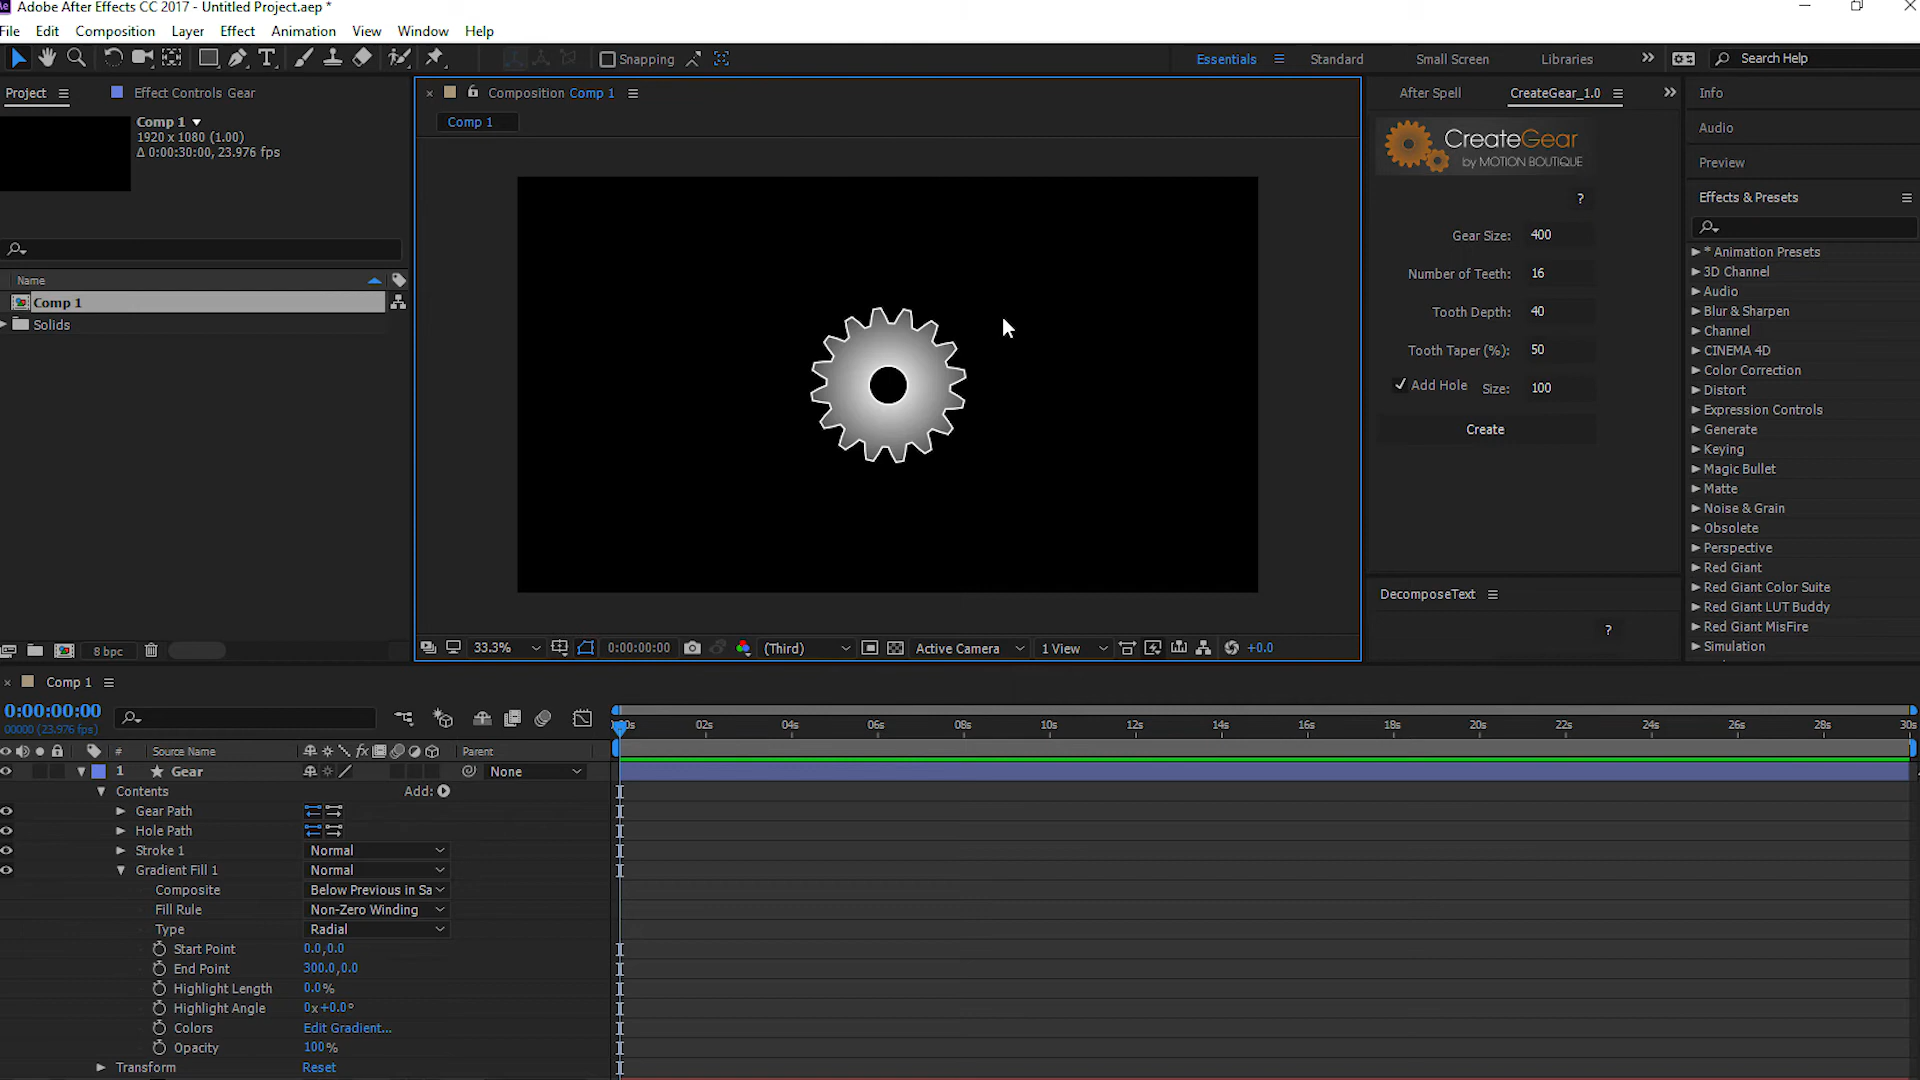 Adobe After Effects CC 2017 - Untitled Project.aep *
File Edit Composition Layer Effect Animation View Window Help
Snapping
Essentials Standard Small Screen Libraries Search Help
Project Effect Controls Gear
Comp 1
1920 x 1080 (1.00)
Δ 0:00:30:00, 23.976 fps
Name
Comp 1
Solids
8 bpc
Composition Comp 1
Comp 1
33.3% 0:00:00:00 (Third) Active Camera 1 View +0.0
After Spell CreateGear_1.0
CreateGear
by MOTION BOUTIQUE
?
Gear Size: 400
Number of Teeth: 16
Tooth Depth: 40
Tooth Taper (%): 50
Add Hole Size: 100
Create
DecomposeText
?
Info
Audio
Preview
Effects & Presets
* Animation Presets
3D Channel
Audio
Blur & Sharpen
Channel
CINEMA 4D
Color Correction
Distort
Expression Controls
Generate
Keying
Magic Bullet
Matte
Noise & Grain
Obsolete
Perspective
Red Giant
Red Giant Color Suite
Red Giant LUT Buddy
Red Giant MisFire
Simulation
Comp 1
0:00:00:00
00000 (23.976 fps)
02s 04s 06s 08s 10s 12s 14s 16s 18s 20s 22s 24s 26s 28s 30s
# Source Name fx Parent
1 Gear None
Contents Add:
Gear Path
Hole Path
Stroke 1 Normal
Gradient Fill 1 Normal
Composite Below Previous in Sa
Fill Rule Non-Zero Winding
Type Radial
Start Point 0.0,0.0
End Point 300.0,0.0
Highlight Length 0.0%
Highlight Angle 0x+0.0°
Colors Edit Gradient...
Opacity 100%
Transform Reset